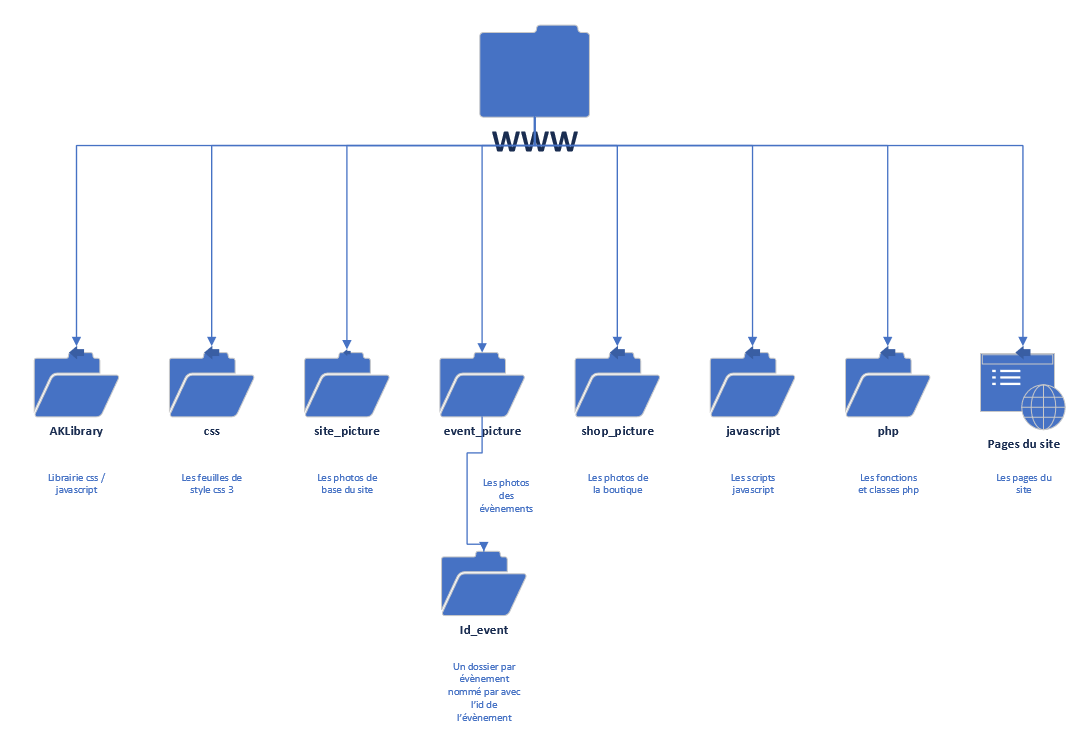 WWW
AKLibrary
css
site_picture
event_picture
shop_picture
javascript
php
Pages du site
Librairie css /
javascript
Les feuilles de
style css 3
Les photos de
base du site
Les photos
des
évènements
Les photos de
la boutique
Les scripts
javascript
Les fonctions
et classes php
Les pages du
site
Id_event
Un dossier par
évènement
nommé par avec
l'id de
l'évènement